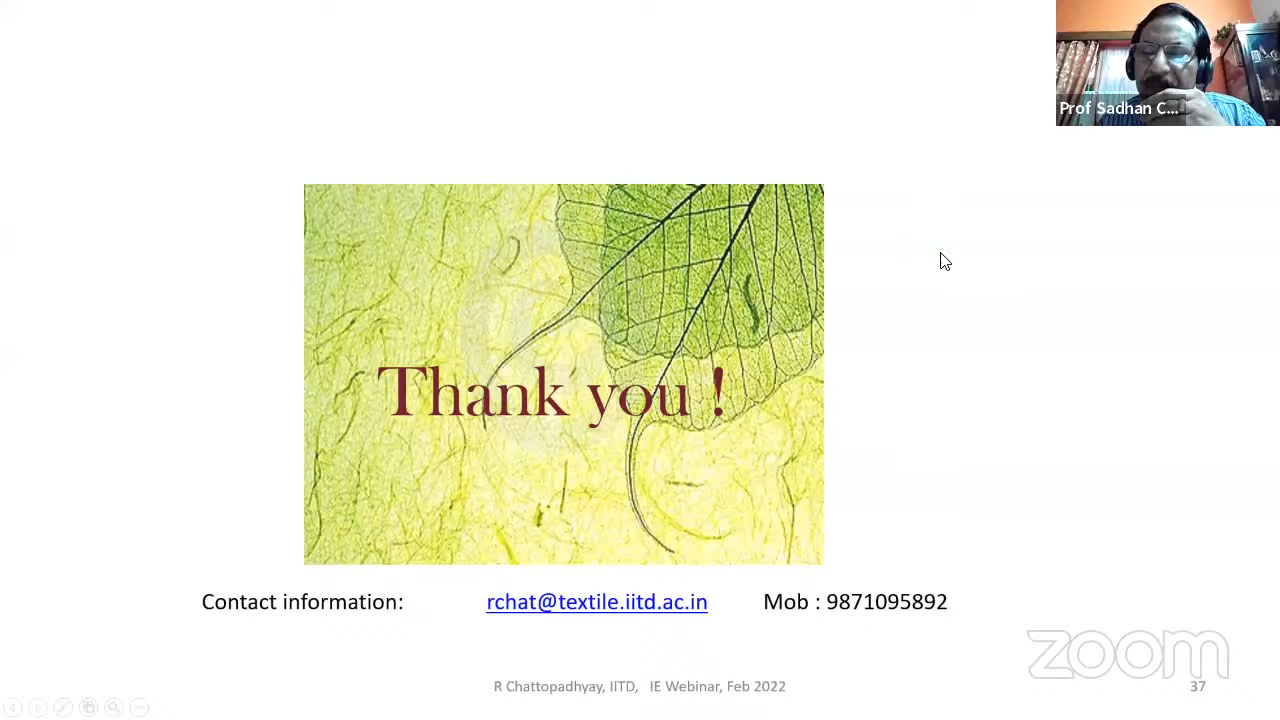 Prof Sadhan C...
Thank you !
Contact information: rchat@textile.iitd.ac.in Mob : 9871095892
zoom
R Chattopadhyay, IITD, IE Webinar, Feb 2022 37